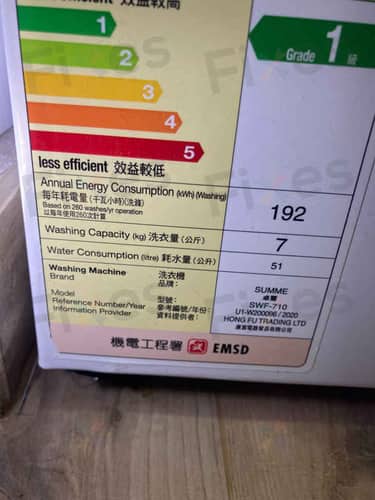 效益較高
1
Grade 1 級
2
3
4
5
less efficient 效益較低
Annual Energy Consumption (kWh) (Washing)
每年耗電量 (千瓦小時)(洗滌)
Based on 260 washes/yr operation
以每年使用260次計算
192
Washing Capacity (kg) 洗衣量 (公斤)
7
Water Consumption (litre) 耗水量 (公升)
51
Washing Machine 洗衣機
Brand 品牌:
SUMME
Model 型號:
SWF-710
Reference Number/Year 參考編號/年份:
U1-W200096 / 2020
Information Provider 資料提供者:
HONG FU TRADING LTD
機電工程署 EMSD
Fixes